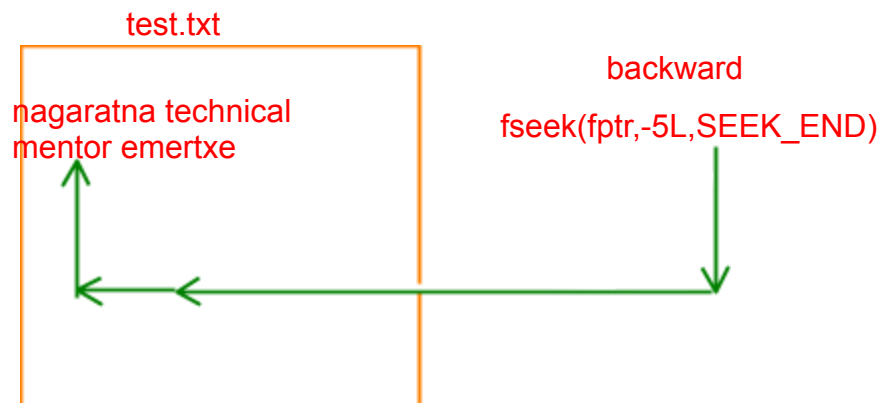 test.txt
backward
nagaratna technical
mentor emertxe
fseek(fptr,-5L,SEEK_END)